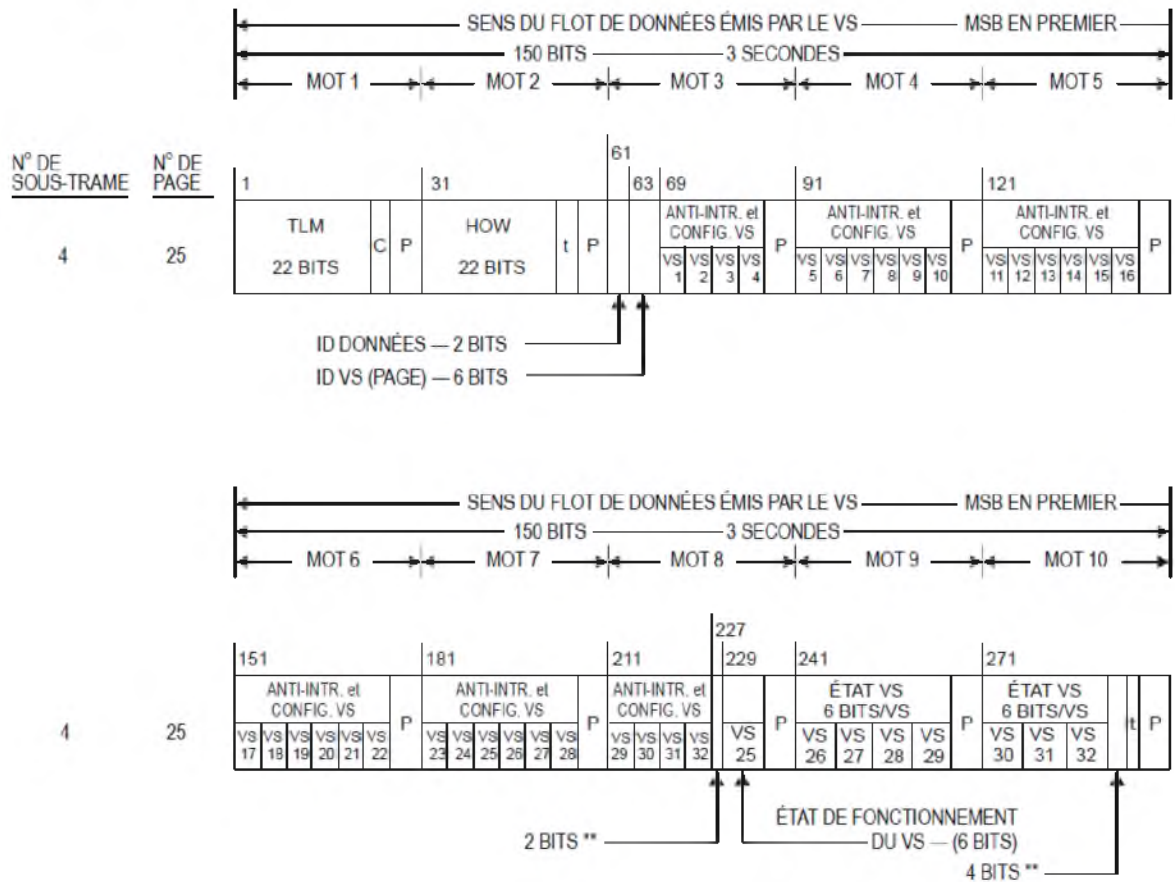 SENS DU FLOT DE DONNÉES ÉMIS PAR LE VS MSB EN PREMIER
150 BITS 3 SECONDES
MOT 1 MOT 2 MOT 3 MOT 4 MOT 5
N° DE SOUS-TRAME
N° DE PAGE
61
1 31 63 69 91 121
4 25
TLM
22 BITS
C P
HOW
22 BITS
t P
ANTI-INTR. et CONFIG. VS
VS 1 VS 2 VS 3 VS 4
P
ANTI-INTR. et CONFIG. VS
VS 5 VS 6 VS 7 VS 8 VS 9 VS 10
P
ANTI-INTR. et CONFIG. VS
VS 11 VS 12 VS 13 VS 14 VS 15 VS 16
P
ID DONNÉES — 2 BITS
ID VS (PAGE) — 6 BITS
SENS DU FLOT DE DONNÉES ÉMIS PAR LE VS MSB EN PREMIER
150 BITS 3 SECONDES
MOT 6 MOT 7 MOT 8 MOT 9 MOT 10
227
151 181 211 229 241 271
4 25
ANTI-INTR. et CONFIG. VS
VS 17 VS 18 VS 19 VS 20 VS 21 VS 22
P
ANTI-INTR. et CONFIG. VS
VS 23 VS 24 VS 25 VS 26 VS 27 VS 28
P
ANTI-INTR. et CONFIG. VS
VS 29 VS 30 VS 31 VS 32
VS 25
P
ÉTAT VS
6 BITS/VS
VS 26 VS 27 VS 28 VS 29
P
ÉTAT VS
6 BITS/VS
VS 30 VS 31 VS 32
t P
2 BITS **
ÉTAT DE FONCTIONNEMENT
DU VS — (6 BITS)
4 BITS **